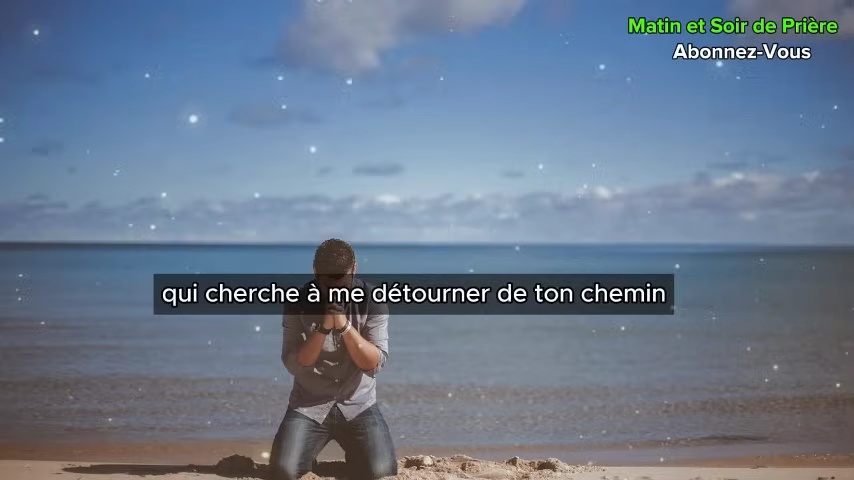 Matin et Soir de Prière
Abonnez-Vous
qui cherche à me détourner de ton chemin